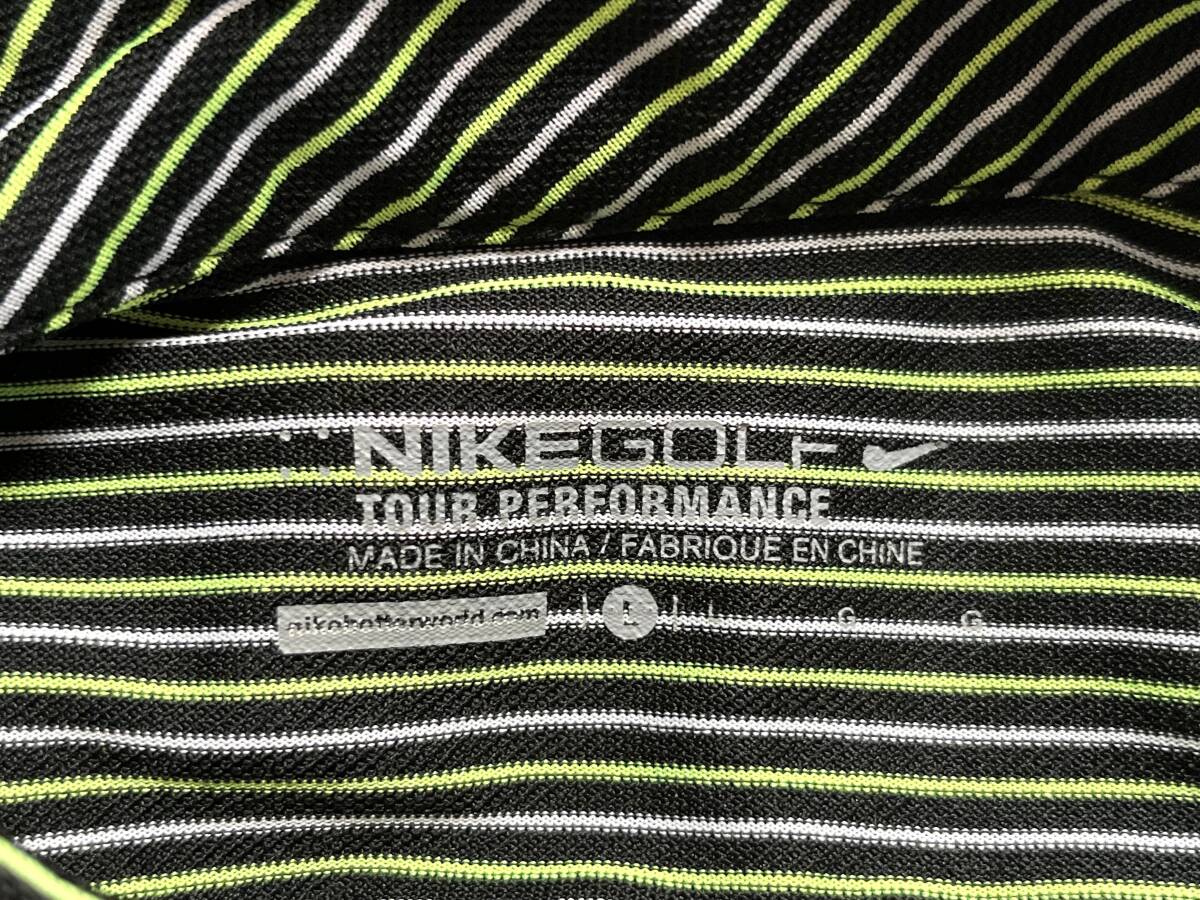 NIKEGOLF
TOUR PERFORMANCE
MADE IN CHINA / FABRIQUE EN CHINE
nikebetterworld.com | L | L G G